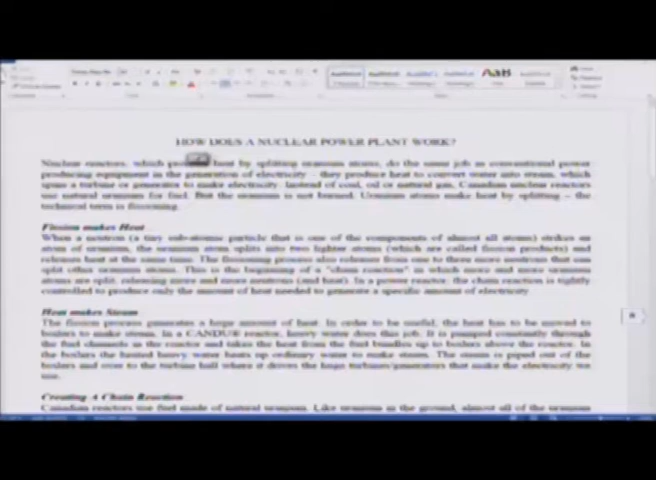 HOW DOES A NUCLEAR POWER PLANT WORK?
Nuclear reactors, which heat by splitting uranium atoms, do the same job as conventional power
producing equipment in the generation of electricity – they produce heat to convert water into steam, which
spins a turbine or generator to make electricity. Instead of coal, oil or natural gas, Canadian nuclear reactors
use natural uranium for fuel. But the uranium is not burned. Uranium atoms make heat by splitting – the
technical term is fissioning.
Fission makes Heat
When a neutron (a tiny sub-atomic particle that is one of the components of almost all atoms) strikes an
atom of uranium, the uranium atom splits into two lighter atoms (which are called fission products) and
releases heat at the same time. The fissioning process also releases from one to three more neutrons that can
split other uranium atoms. This is the beginning of a "chain reaction" in which more and more uranium
atoms are split, releasing more and more neutrons (and heat). In a power reactor, the chain reaction is tightly
controlled to produce only the amount of heat needed to generate a specific amount of electricity.
Heat makes Steam
The fission process generates a large amount of heat. In order to be useful, the heat has to be moved to
boilers to make steam. In a CANDU® reactor, heavy water does this job. It is pumped constantly through
the fuel channels in the reactor and takes the heat from the fuel bundles up to boilers above the reactor. In
the boilers the heated heavy water heats up ordinary water to make steam. The steam is piped out of the
boilers and over to the turbine hall where it drives the huge turbines/generators that make the electricity we
use.
Creating A Chain Reaction
Canadian reactors use fuel made of natural uranium. Like uranium in the ground, almost all of the uranium